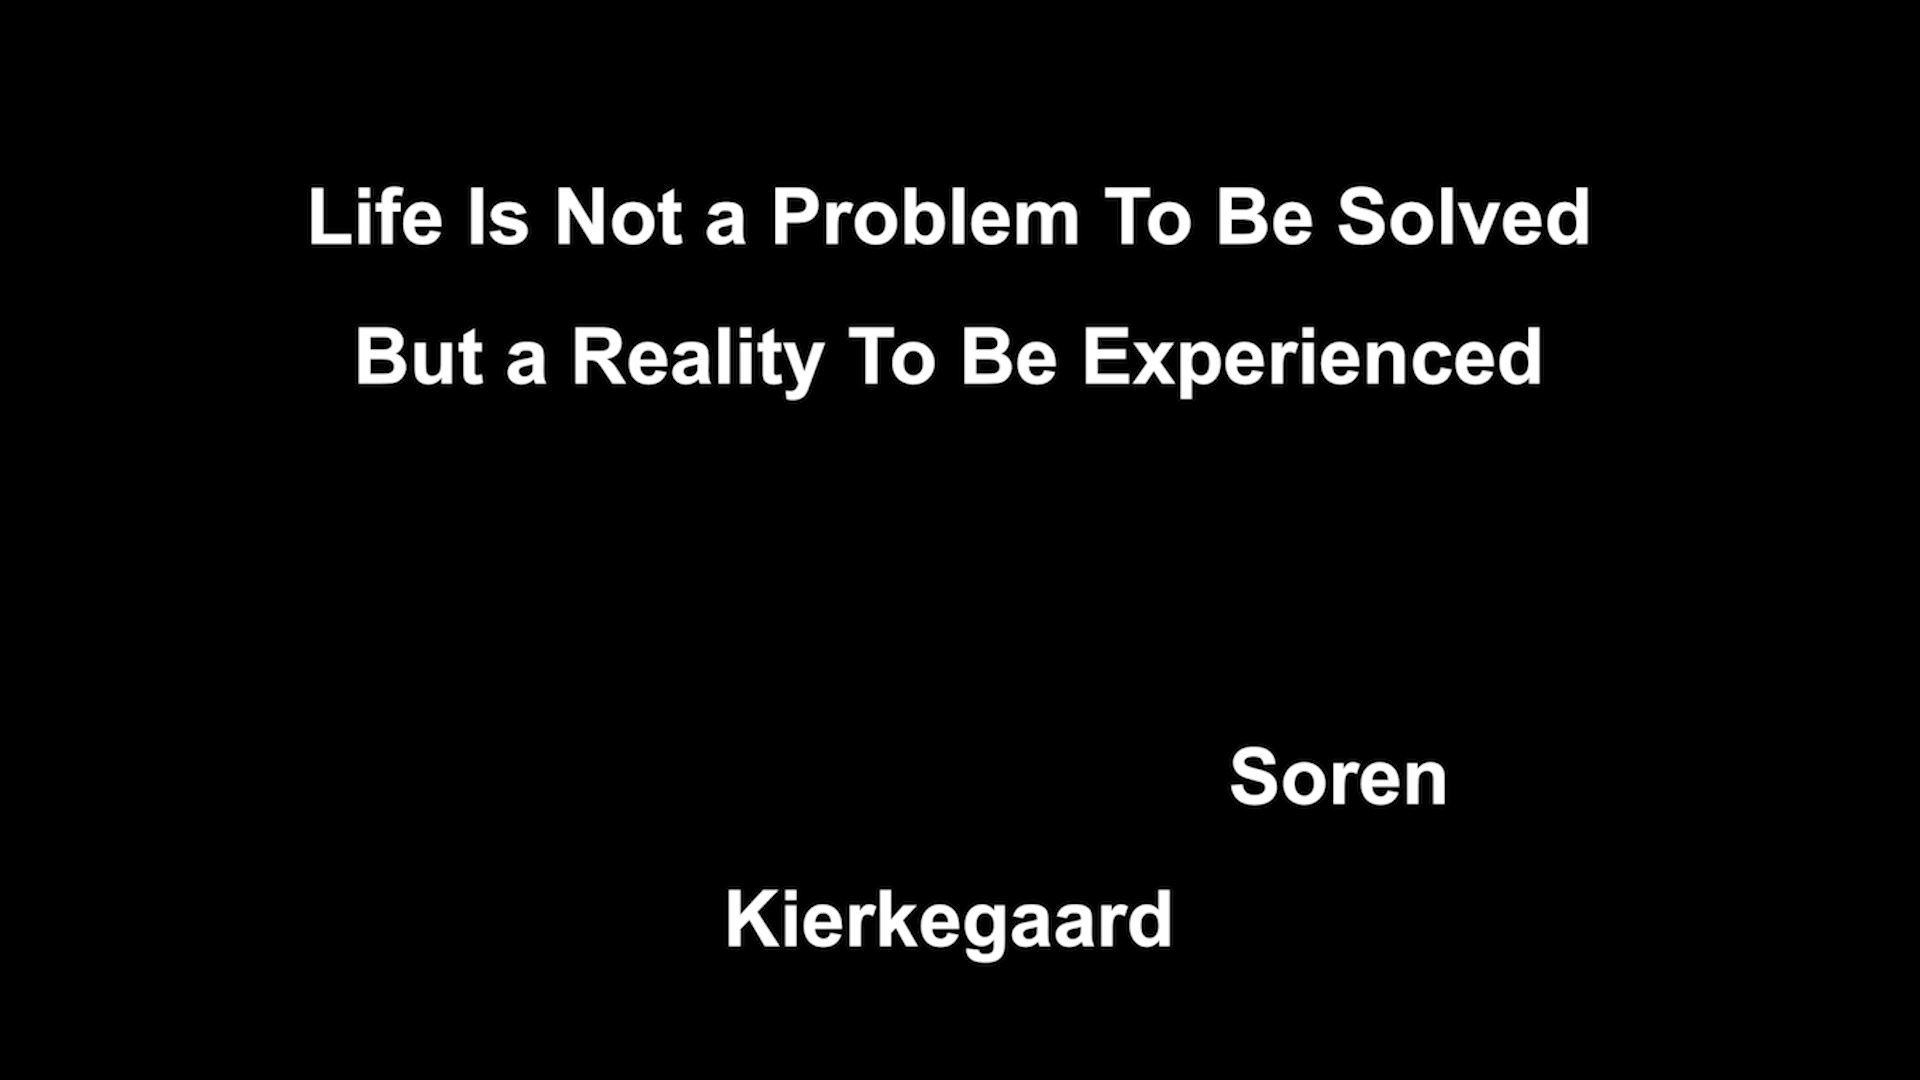 Life Is Not a Problem To Be Solved
But a Reality To Be Experienced
Soren
Kierkegaard